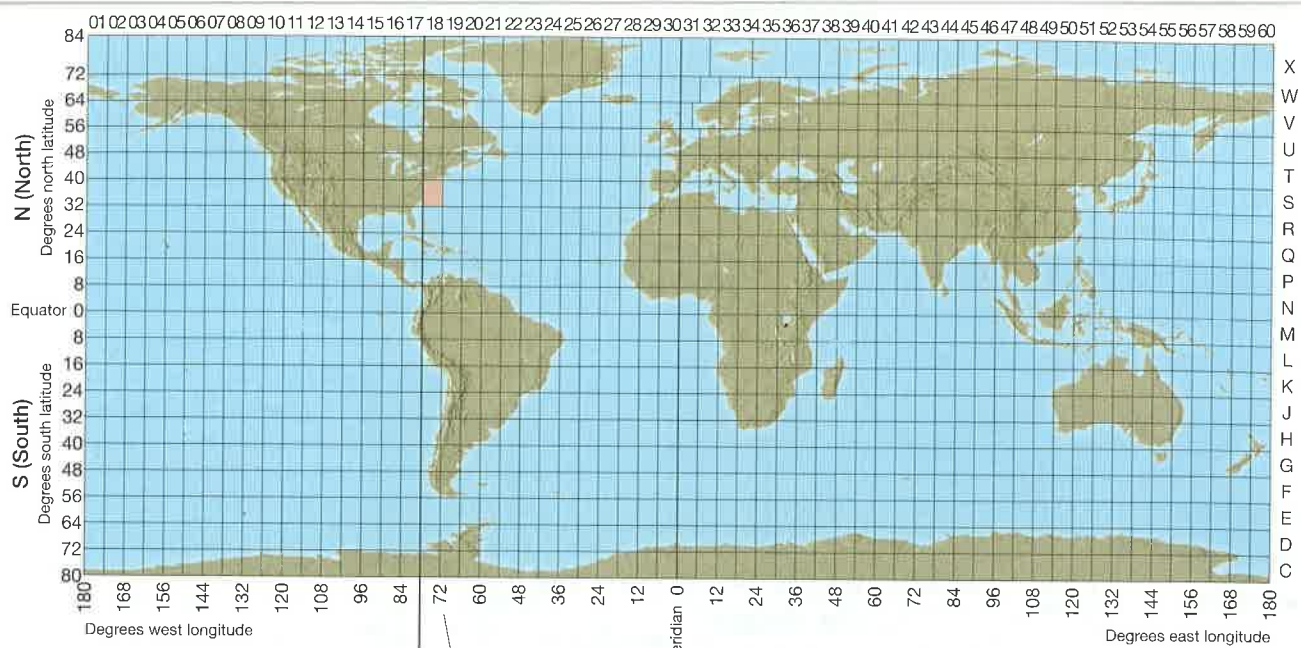 01 02 03 04 05 06 07 08 09 10 11 12 13 14 15 16 17 18 19 20 21 22 23 24 25 26 27 28 29 30 31 32 33 34 35 36 37 38 39 40 41 42 43 44 45 46 47 48 49 50 51 52 53 54 55 56 57 58 59 60
84
72
64
56
48
40
32
24
16
8
Equator 0
8
16
24
32
40
48
56
64
72
80
N (North)
Degrees north latitude
S (South)
Degrees south latitude
X
W
V
U
T
S
R
Q
P
N
M
L
K
J
H
G
F
E
D
C
180 168 156 144 132 120 108 96 84 72 60 48 36 24 12 0 12 24 36 48 60 72 84 96 108 120 132 144 156 168 180
Degrees west longitude
Degrees east longitude